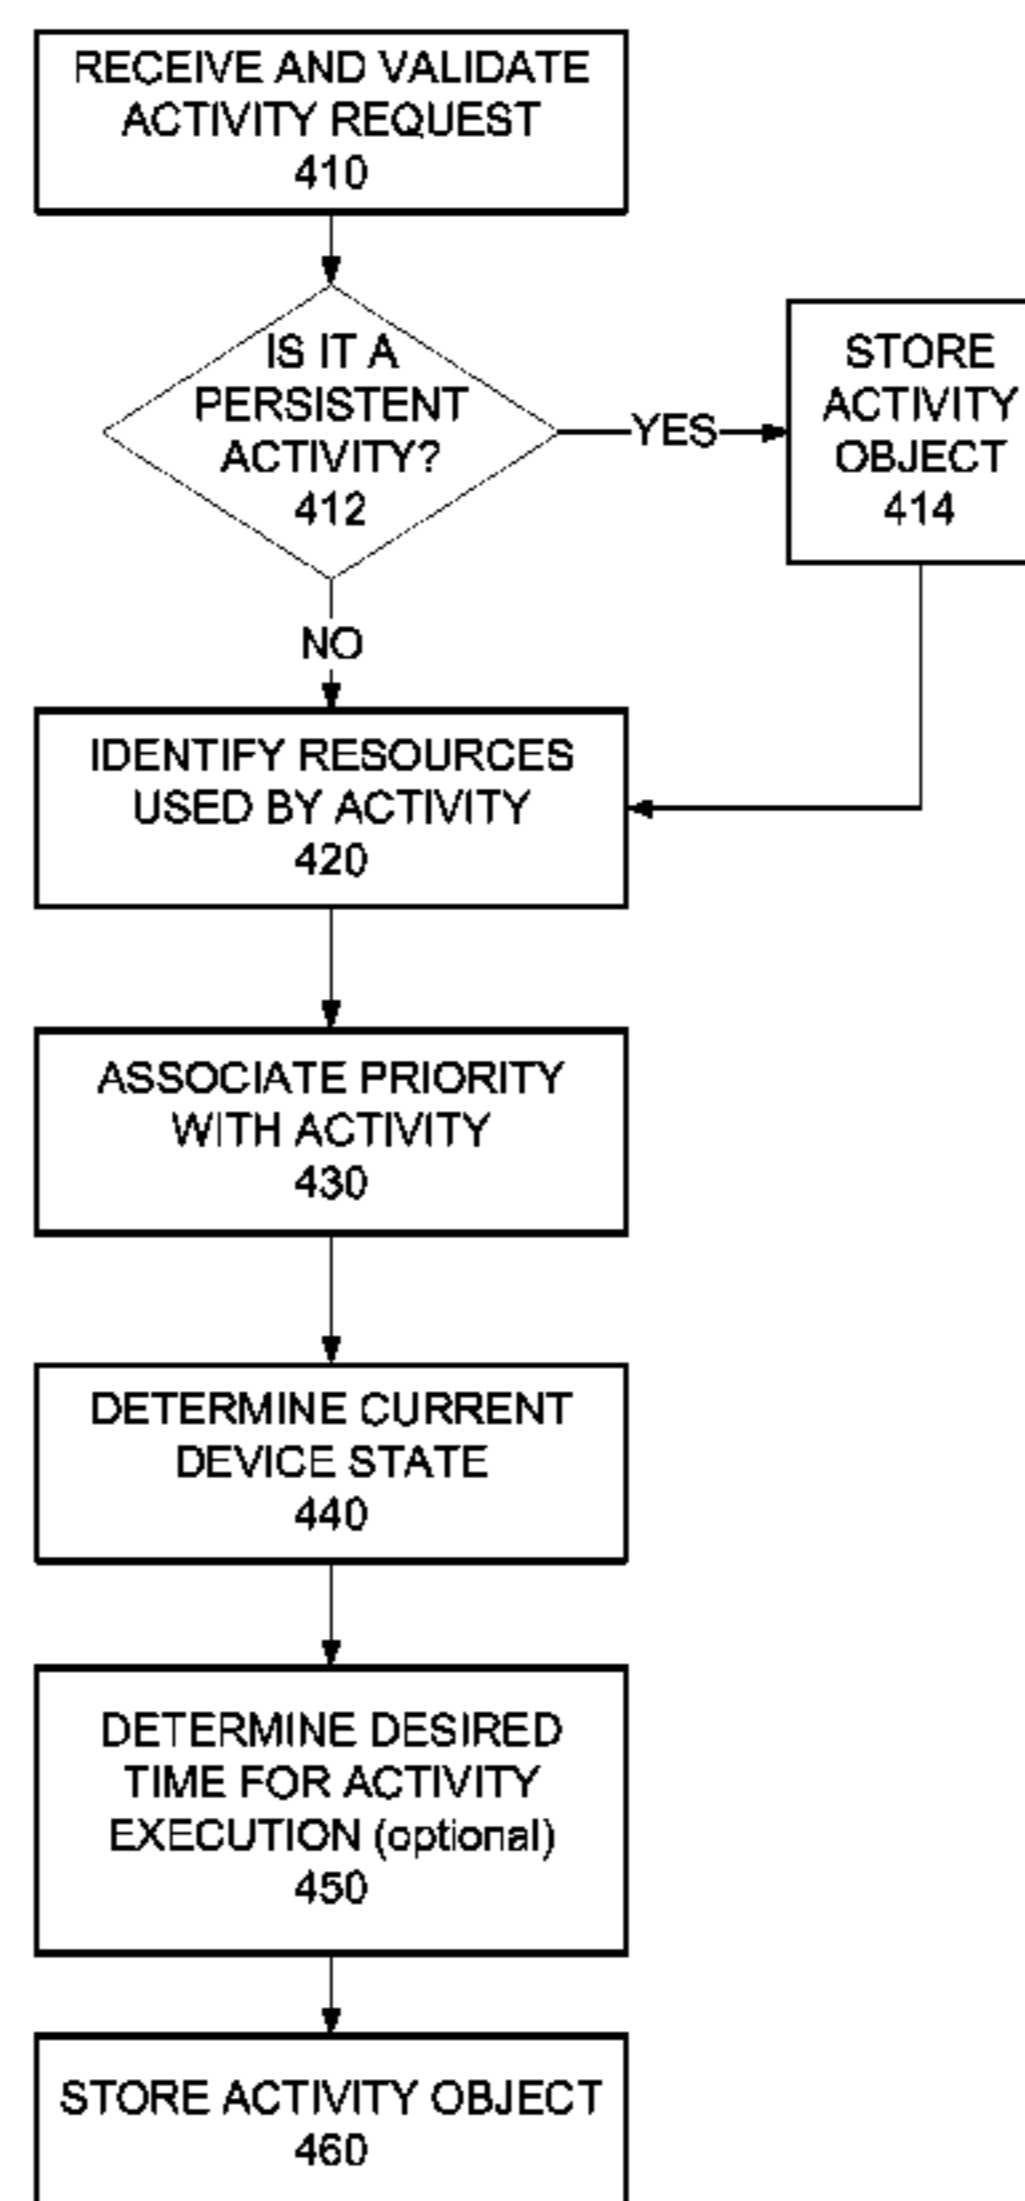 RECEIVE AND VALIDATE
ACTIVITY REQUEST
410
IS IT A
PERSISTENT
ACTIVITY?
412
YES
STORE
ACTIVITY
OBJECT
414
NO
IDENTIFY RESOURCES
USED BY ACTIVITY
420
ASSOCIATE PRIORITY
WITH ACTIVITY
430
DETERMINE CURRENT
DEVICE STATE
440
DETERMINE DESIRED
TIME FOR ACTIVITY
EXECUTION (optional)
450
STORE ACTIVITY OBJECT
460